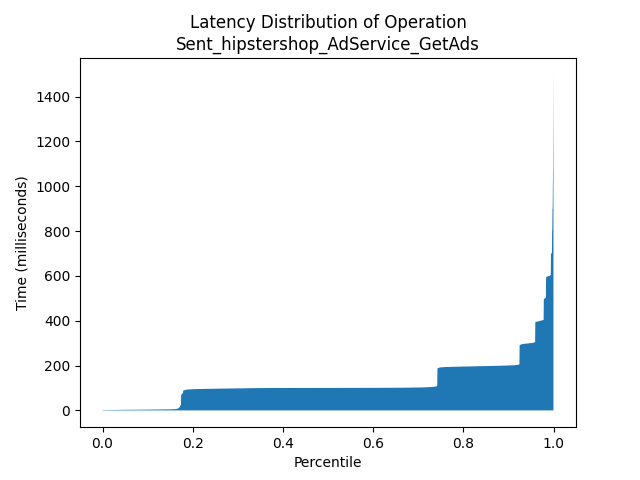 Latency Distribution of Operation
Sent_hipstershop_AdService_GetAds
Time (milliseconds)
1400
1200
1000
800
600
400
200
0
0.0 0.2 0.4 0.6 0.8 1.0
Percentile